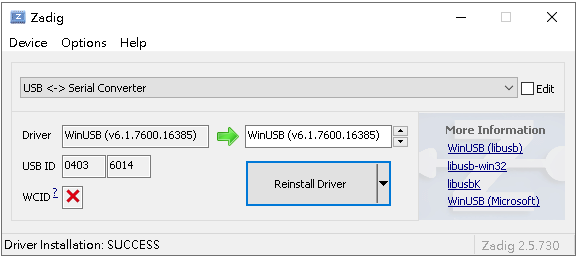 Zadig
Device Options Help
USB <-> Serial Converter
Edit
Driver WinUSB (v6.1.7600.16385) WinUSB (v6.1.7600.16385)
USB ID 0403 6014
WCID ?
Reinstall Driver
More Information
WinUSB (libusb)
libusb-win32
libusbK
WinUSB (Microsoft)
Driver Installation: SUCCESS
Zadig 2.5.730